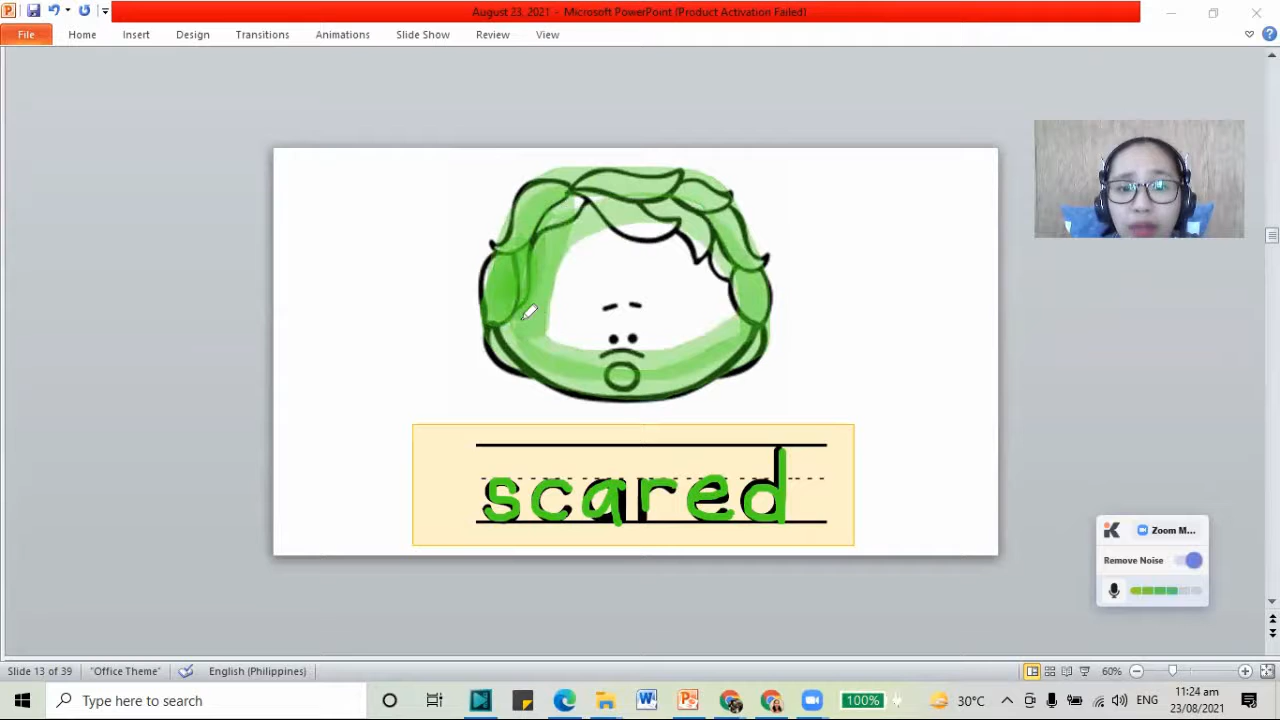 August 23, 2021 - Microsoft PowerPoint (Product Activation Failed)
File Home Insert Design Transitions Animations Slide Show Review View
scared
Zoom M...
Remove Noise
Slide 13 of 39 "Office Theme" English (Philippines) 60%
Type here to search 100% 30°C ENG 11:24 am
23/08/2021